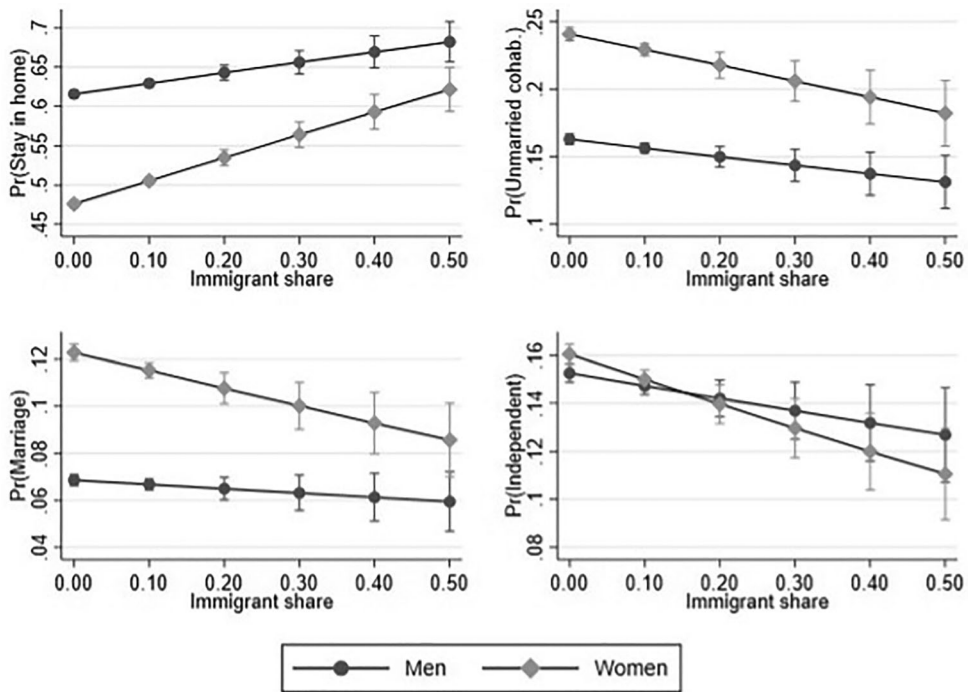 Pr(Stay in home)
.7
.65
.6
.55
.5
.45
0.00 0.10 0.20 0.30 0.40 0.50
Immigrant share
Pr(Unmarried cohab.)
.25
.2
.15
.1
0.00 0.10 0.20 0.30 0.40 0.50
Immigrant share
Pr(Marriage)
.12
.1
.08
.06
.04
0.00 0.10 0.20 0.30 0.40 0.50
Immigrant share
Pr(Independent)
.16
.14
.12
.1
.08
0.00 0.10 0.20 0.30 0.40 0.50
Immigrant share
Men Women